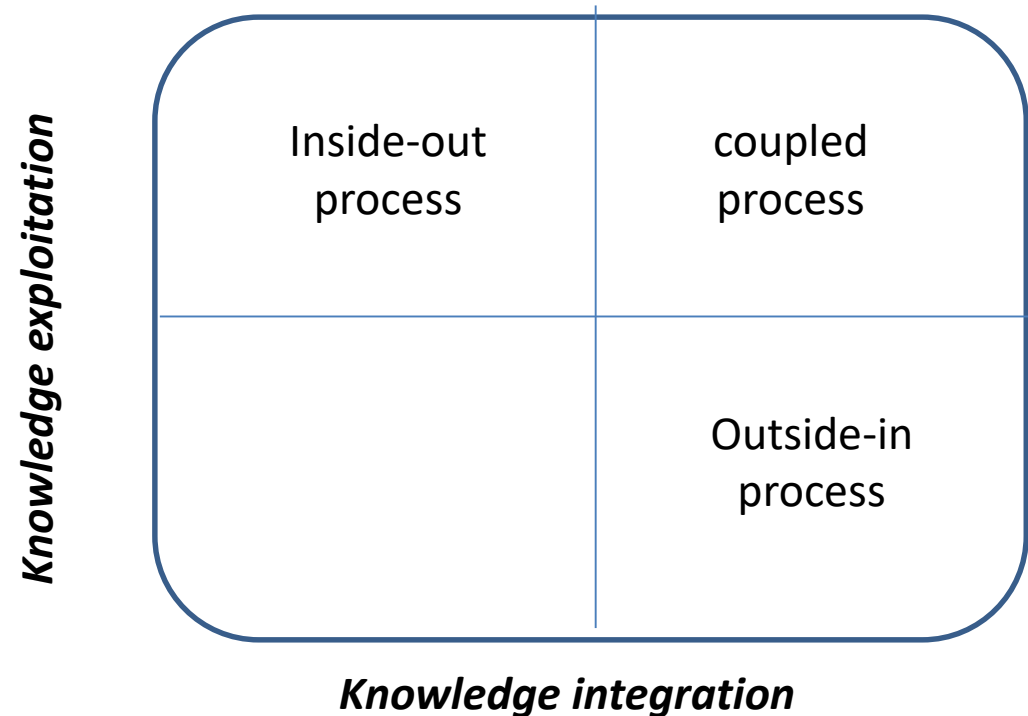 Knowledge exploitation
Inside-out
process
coupled
process
Outside-in
process
Knowledge integration